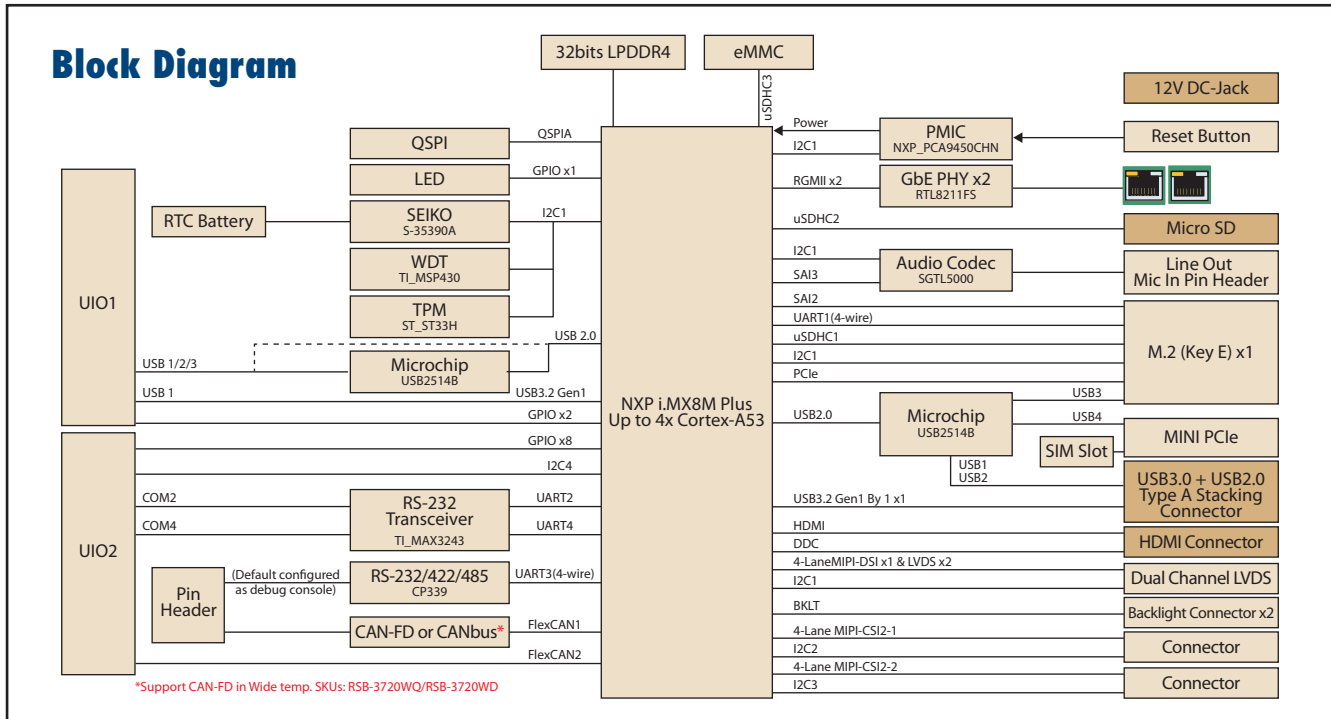 Block Diagram
32bits LPDDR4
eMMC
uSDHC3
12V DC-Jack
QSPI
QSPIA
LED
GPIO x1
RTC Battery
SEIKO
S-35390A
I2C1
WDT
TI_MSP430
TPM
ST_ST33H
UIO1
USB 1/2/3
Microchip
USB2514B
USB 2.0
USB 1
USB3.2 Gen1
GPIO x2
UIO2
GPIO x8
I2C4
COM2
COM4
RS-232
Transceiver
TI_MAX3243
UART2
UART4
Pin
Header
(Default configured
as debug console)
RS-232/422/485
CP339
UART3(4-wire)
CAN-FD or CANbus*
FlexCAN1
FlexCAN2
*Support CAN-FD in Wide temp. SKUs: RSB-3720WQ/RSB-3720WD
NXP i.MX8M Plus
Up to 4x Cortex-A53
Power
I2C1
PMIC
NXP_PCA9450CHN
Reset Button
RGMII x2
GbE PHY x2
RTL8211FS
uSDHC2
Micro SD
I2C1
SAI3
Audio Codec
SGTL5000
Line Out
Mic In Pin Header
SAI2
UART1(4-wire)
uSDHC1
I2C1
PCIe
M.2 (Key E) x1
USB2.0
Microchip
USB2514B
USB3
USB4
SIM Slot
MINI PCIe
USB1
USB2
USB3.2 Gen1 By 1 x1
USB3.0 + USB2.0
Type A Stacking
Connector
HDMI
DDC
HDMI Connector
4-LaneMIPI-DSI x1 & LVDS x2
I2C1
Dual Channel LVDS
BKLT
Backlight Connector x2
4-Lane MIPI-CSI2-1
I2C2
Connector
4-Lane MIPI-CSI2-2
I2C3
Connector